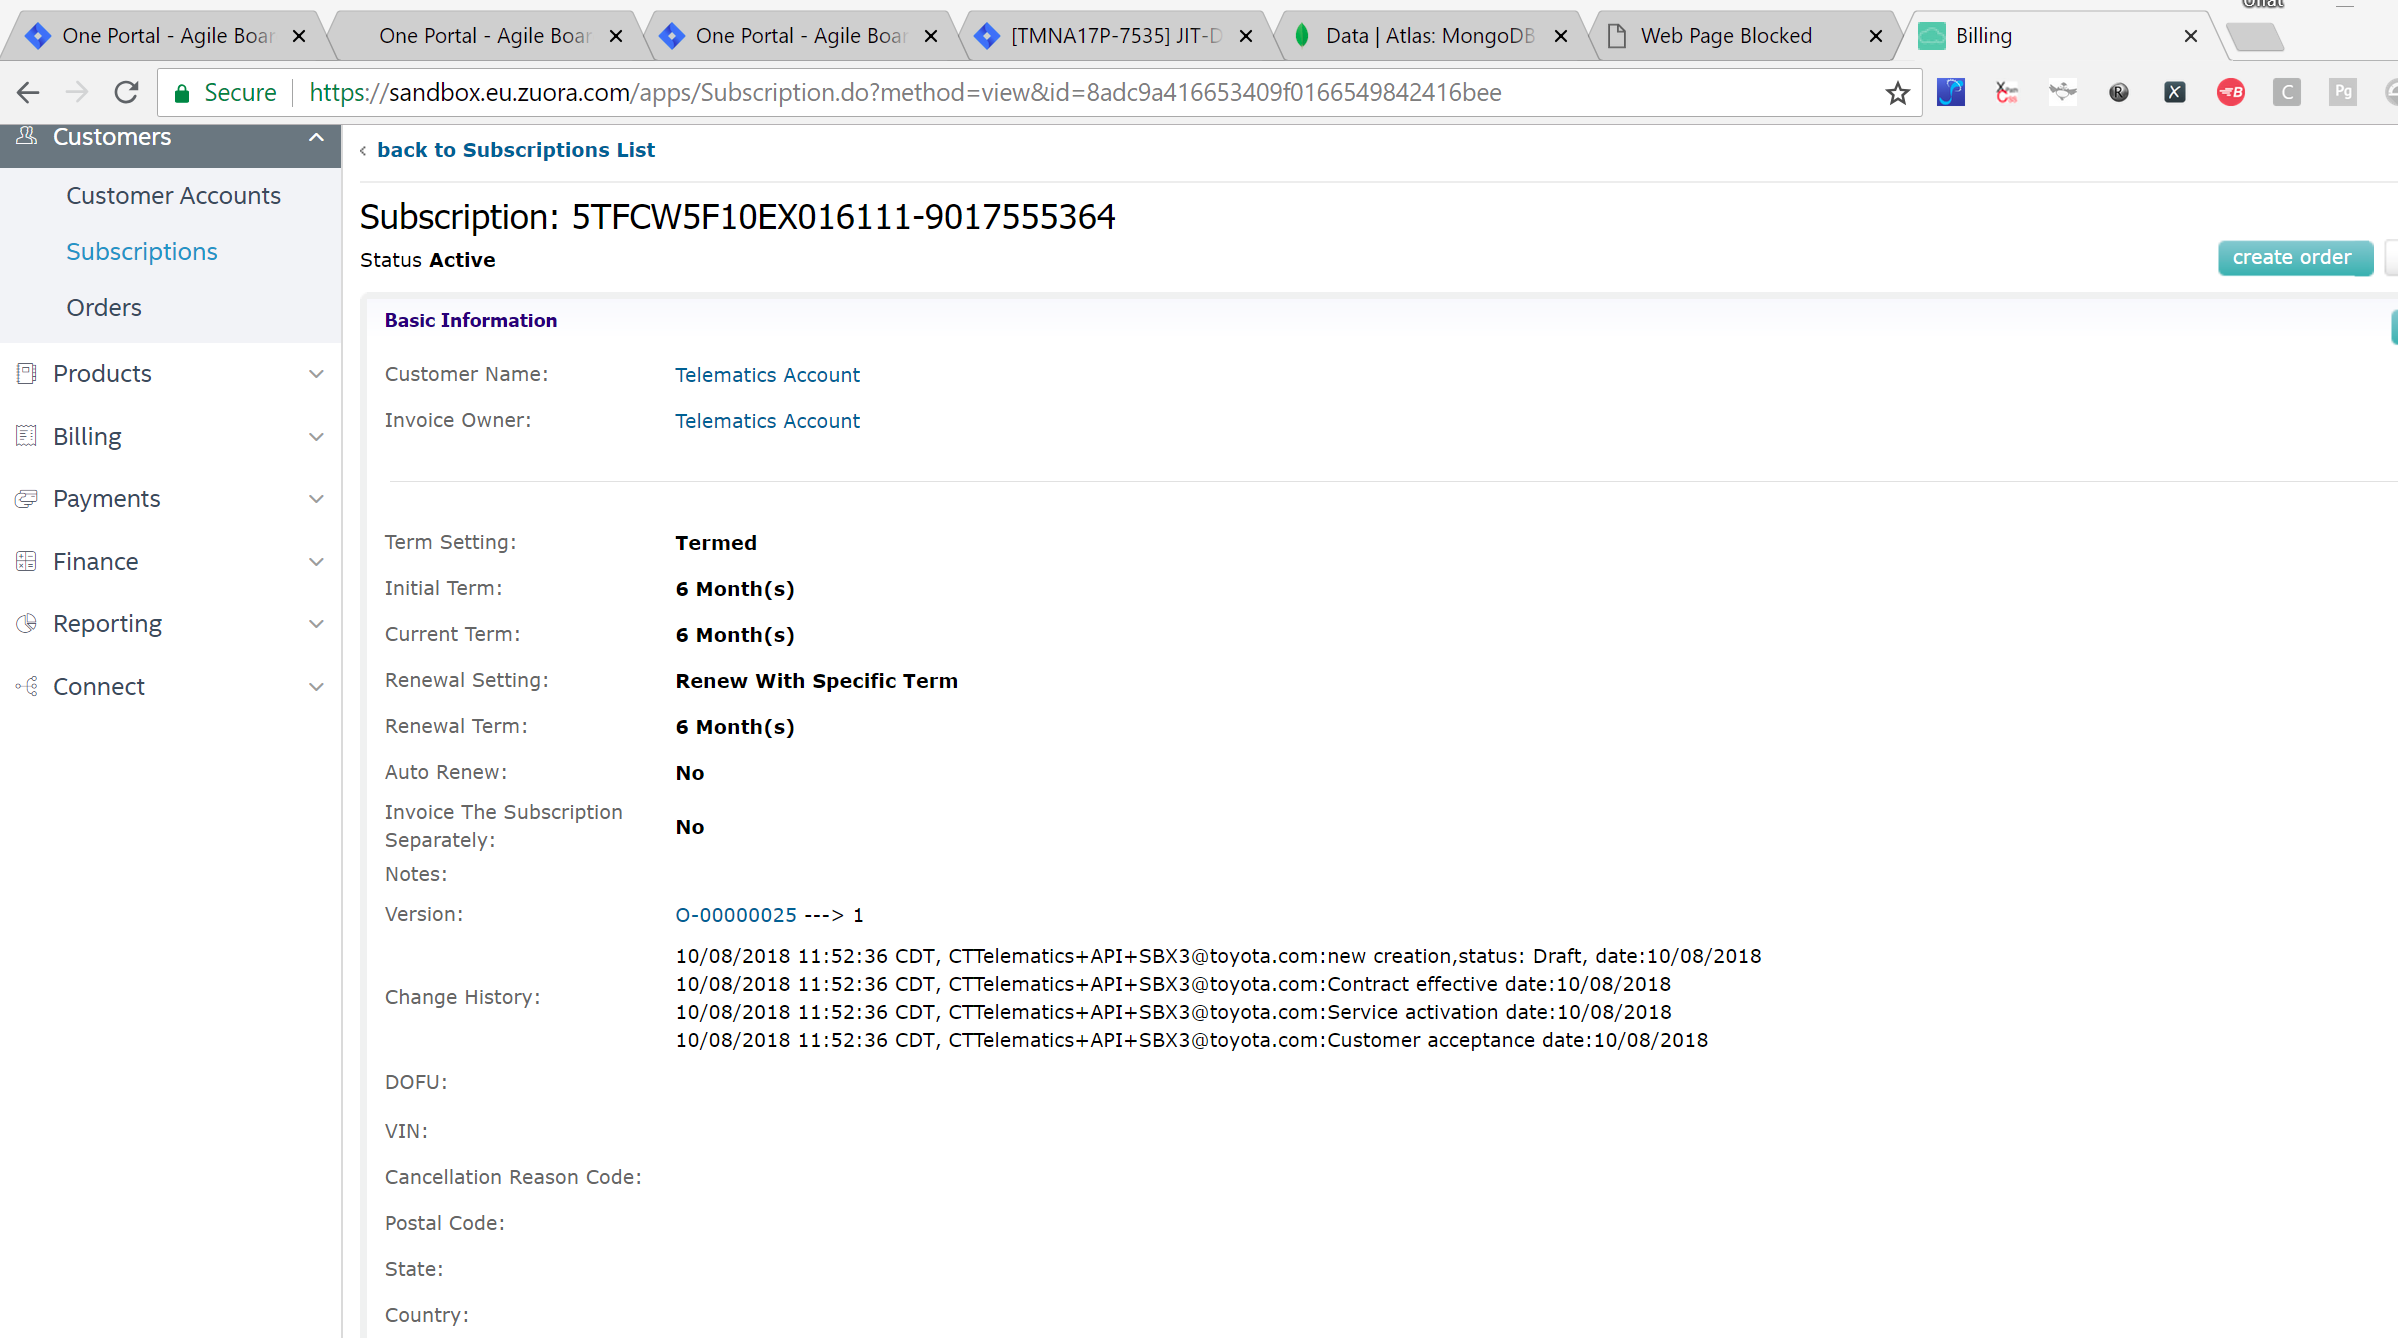 One Portal - Agile Boar
One Portal - Agile Boar
One Portal - Agile Boar
[TMNA17P-7535] JIT-D
Data | Atlas: MongoDB
Web Page Blocked
Billing
Secure
https://sandbox.eu.zuora.com/apps/Subscription.do?method=view&id=8adc9a416653409f0166549842416bee
Customers
Customer Accounts
Subscriptions
Orders
Products
Billing
Payments
Finance
Reporting
Connect
‹ back to Subscriptions List
Subscription: 5TFCW5F10EX016111-9017555364
Status Active
create order
Basic Information
Customer Name: Telematics Account
Invoice Owner: Telematics Account
Term Setting: Termed
Initial Term: 6 Month(s)
Current Term: 6 Month(s)
Renewal Setting: Renew With Specific Term
Renewal Term: 6 Month(s)
Auto Renew: No
Invoice The Subscription
Separately: No
Notes:
Version: O-00000025 ---> 1
Change History:
10/08/2018 11:52:36 CDT, CTTelematics+API+SBX3@toyota.com:new creation,status: Draft, date:10/08/2018
10/08/2018 11:52:36 CDT, CTTelematics+API+SBX3@toyota.com:Contract effective date:10/08/2018
10/08/2018 11:52:36 CDT, CTTelematics+API+SBX3@toyota.com:Service activation date:10/08/2018
10/08/2018 11:52:36 CDT, CTTelematics+API+SBX3@toyota.com:Customer acceptance date:10/08/2018
DOFU:
VIN:
Cancellation Reason Code:
Postal Code:
State:
Country: